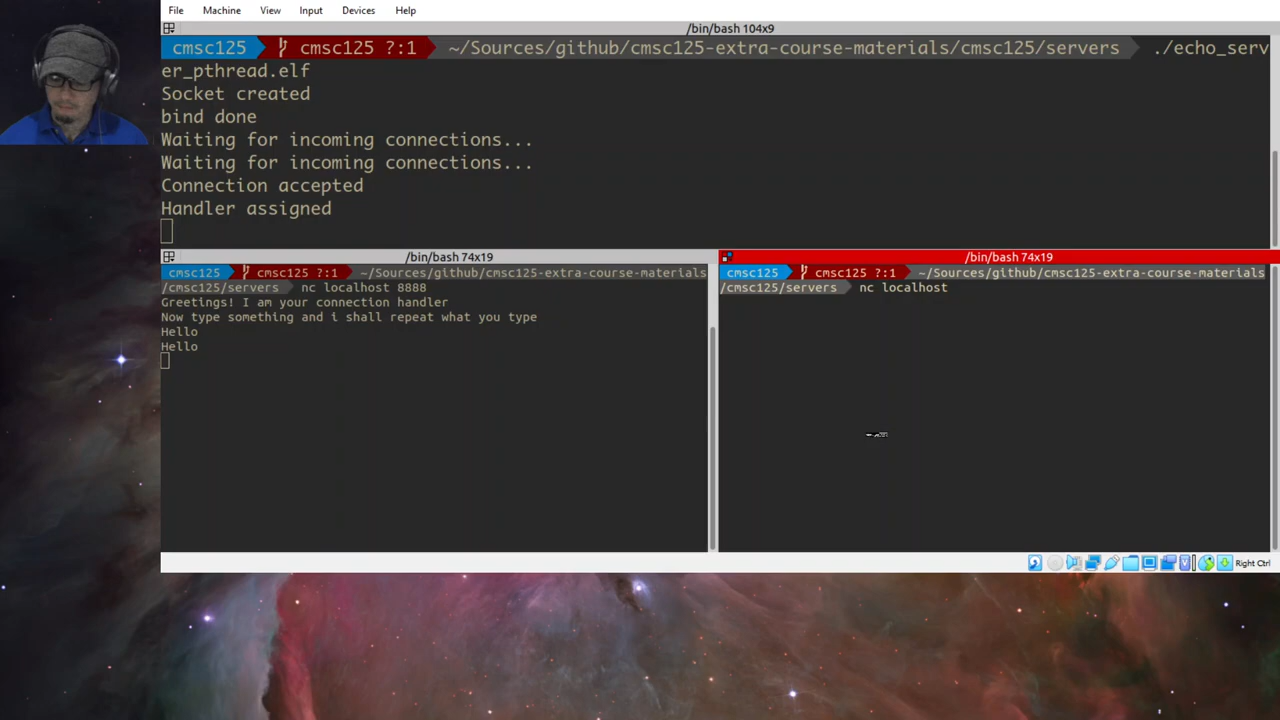 File Machine View Input Devices Help
/bin/bash 104x9
cmsc125 cmsc125 ?:1 ~/Sources/github/cmsc125-extra-course-materials/cmsc125/servers ./echo_serv
er_pthread.elf
Socket created
bind done
Waiting for incoming connections...
Waiting for incoming connections...
Connection accepted
Handler assigned
/bin/bash 74x19
cmsc125 cmsc125 ?:1 ~/Sources/github/cmsc125-extra-course-materials
/cmsc125/servers nc localhost 8888
Greetings! I am your connection handler
Now type something and i shall repeat what you type
Hello
Hello
/bin/bash 74x19
cmsc125 cmsc125 ?:1 ~/Sources/github/cmsc125-extra-course-materials
/cmsc125/servers nc localhost
Right Ctrl